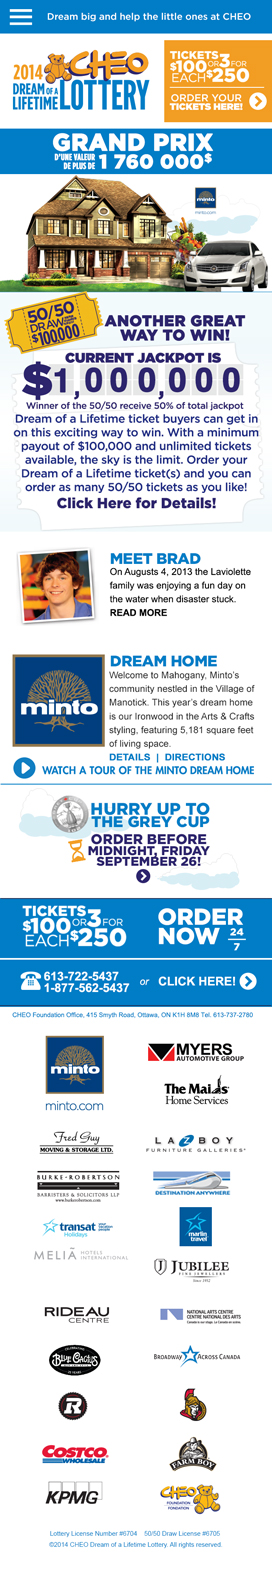 Dream big and help the little ones at CHEO
2014 CHEO
DREAM OF A
LIFETIME LOTTERY
TICKETS
$100 OR 3 FOR
EACH $250
ORDER YOUR
TICKETS HERE!
GRAND PRIX
D'UNE VALEUR
DE PLUS DE 1 760 000$
minto
minto.com
50/50
DRAW
$100,000
ANOTHER GREAT
WAY TO WIN!
CURRENT JACKPOT IS
$1,000,000
Winner of the 50/50 receive 50% of total jackpot
Dream of a Lifetime ticket buyers can get in
on this exciting way to win. With a minimum
payout of $100,000 and unlimited tickets
available, the sky is the limit. Order your
Dream of a Lifetime ticket(s) and you can
order as many 50/50 tickets as you like!
Click Here for Details!
MEET BRAD
On Augusts 4, 2013 the Laviolette
family was enjoying a fun day on
the water when disaster stuck.
READ MORE
minto
DREAM HOME
Welcome to Mahogany, Minto's
community nestled in the Village of
Manotick. This year's dream home
is our Ironwood in the Arts & Crafts
styling, featuring 5,181 square feet
of living space.
DETAILS | DIRECTIONS
WATCH A TOUR OF THE MINTO DREAM HOME
HURRY UP TO
THE GREY CUP
ORDER BEFORE
MIDNIGHT, FRIDAY
SEPTEMBER 26!
TICKETS
$100 OR 3 FOR
EACH $250
ORDER
NOW 24
7
613-722-5437
1-877-562-5437
or CLICK HERE!
CHEO Foundation Office, 415 Smyth Road, Ottawa, ON K1H 8M8 Tel. 613-737-2780
minto
minto.com
MYERS
AUTOMOTIVE GROUP
The Maids
Home Services
Fred Guy
MOVING & STORAGE LTD.
LA Z BOY
FURNITURE GALLERIES
BURKE-ROBERTSON
BARRISTERS & SOLICITORS LLP
www.burkerobertson.com
DESTINATION ANYWHERE
transat
Holidays
marlin
travel
MELIÃ HOTELS
INTERNATIONAL
JUBILEE
FINE JEWELLERS
Since 1952
RIDEAU
CENTRE
NATIONAL ARTS CENTRE
CENTRE NATIONAL DES ARTS
Canada is our stage. Le Canada en scène.
BLUE CACTUS
BROADWAY ACROSS CANADA
R
COSTCO
WHOLESALE
FARM BOY
KPMG
CHEO
FOUNDATION
FONDATION
Lottery License Number #6704 50/50 Draw License #6705
©2014 CHEO Dream of a Lifetime Lottery. All rights reserved.